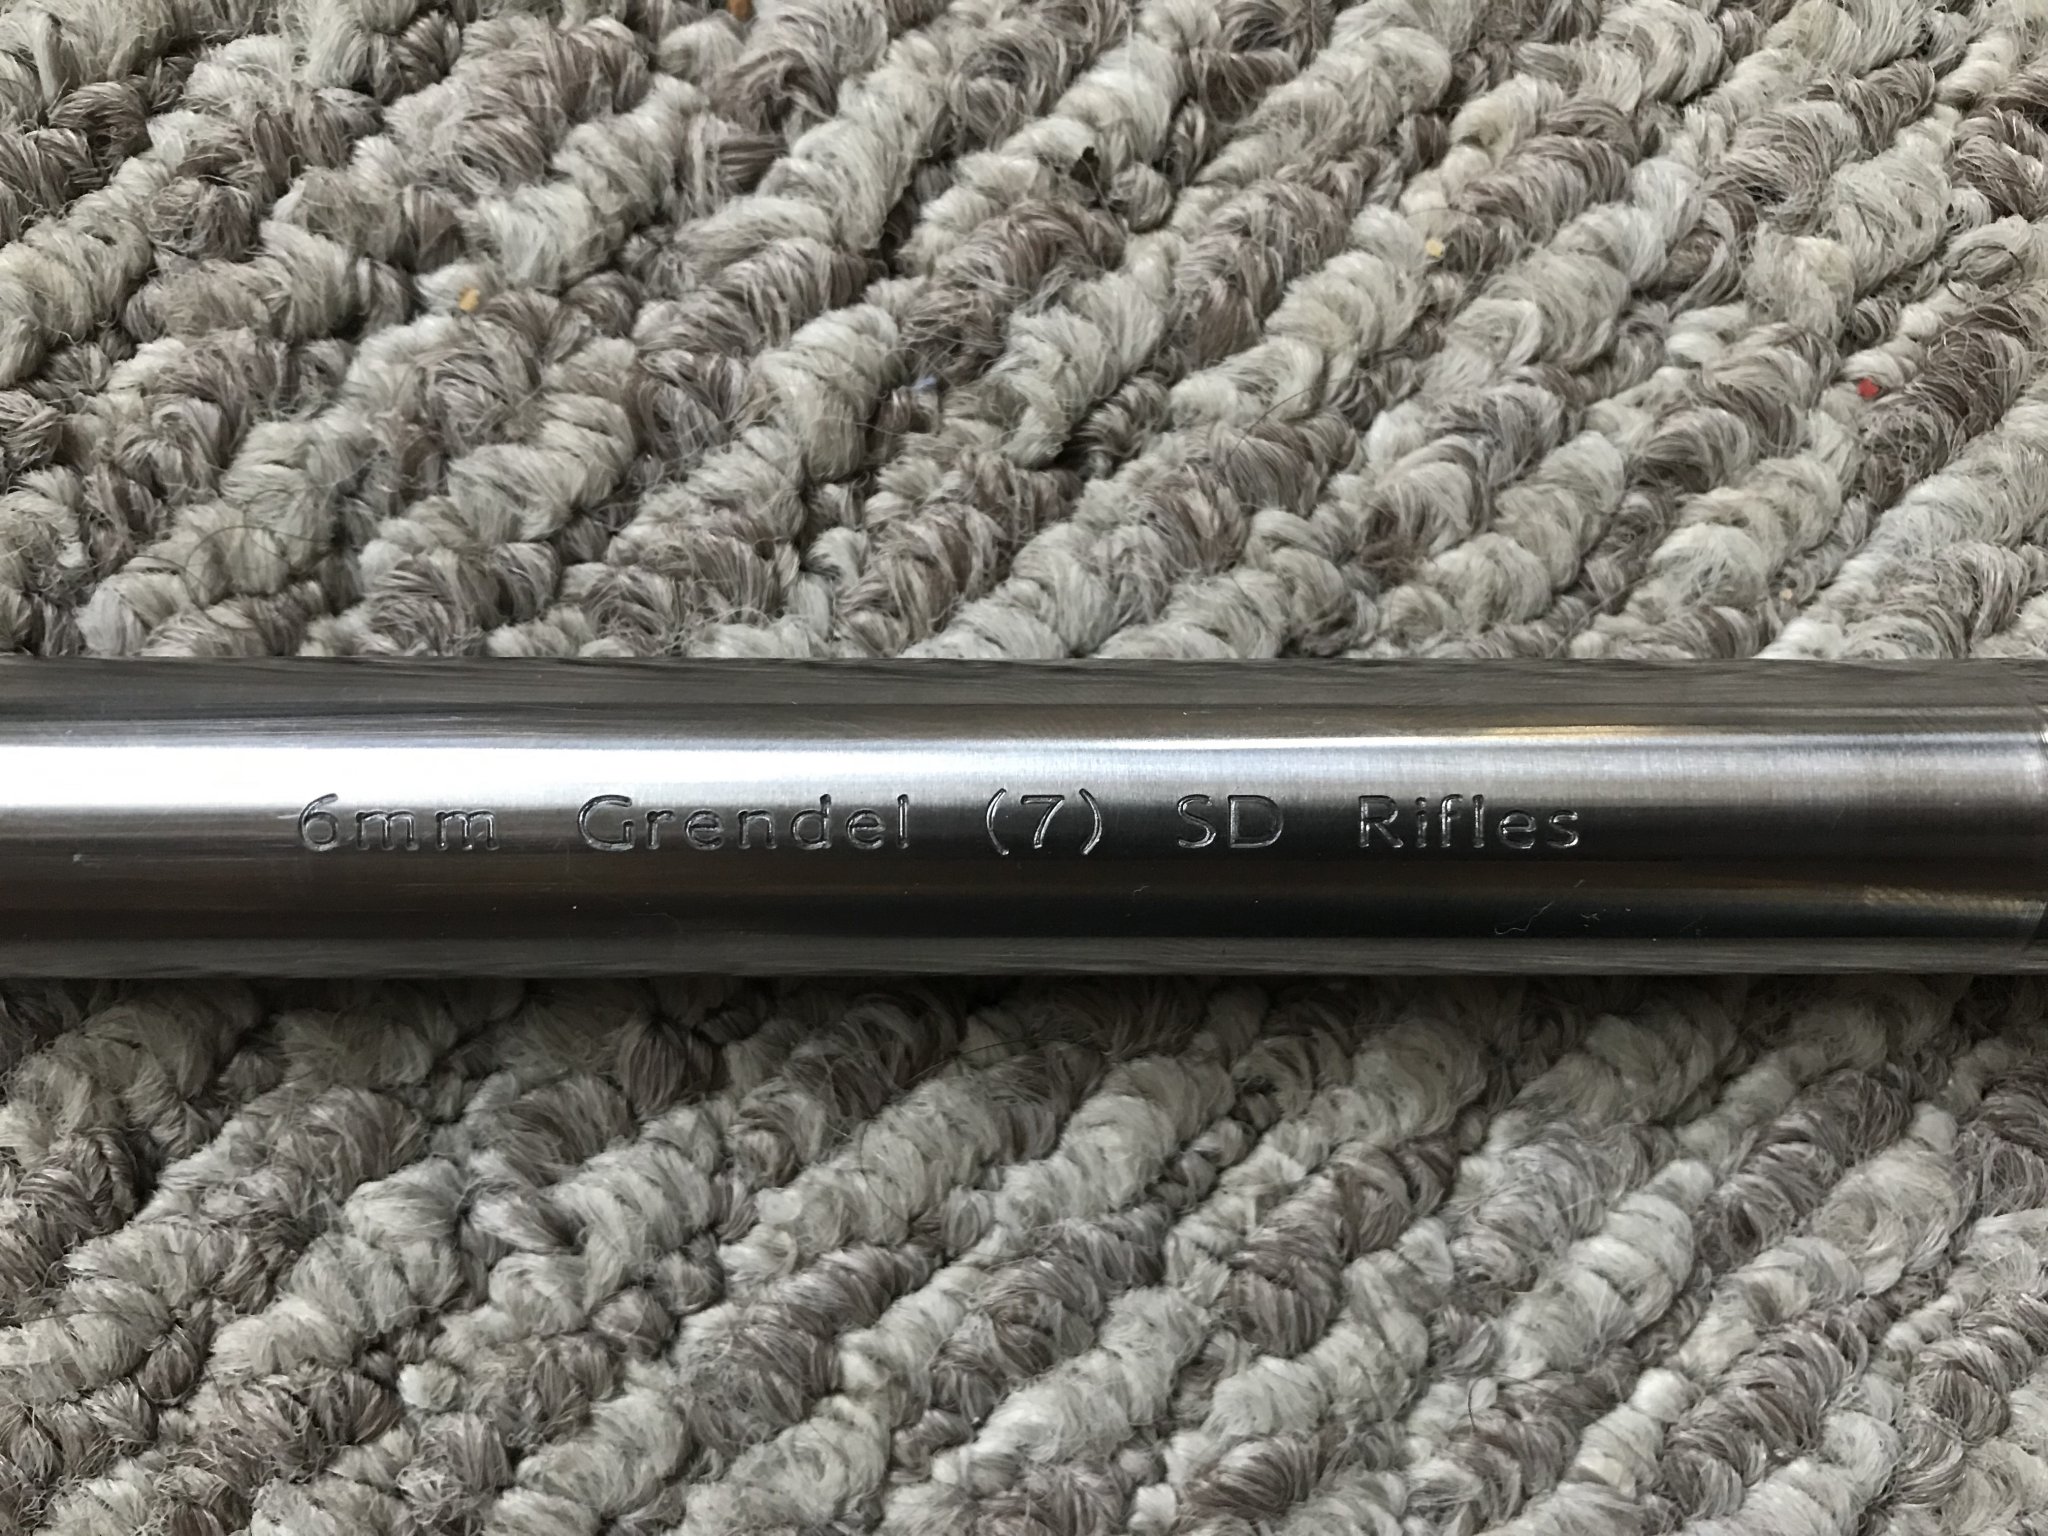 6mm Grendel (7) SD Rifles